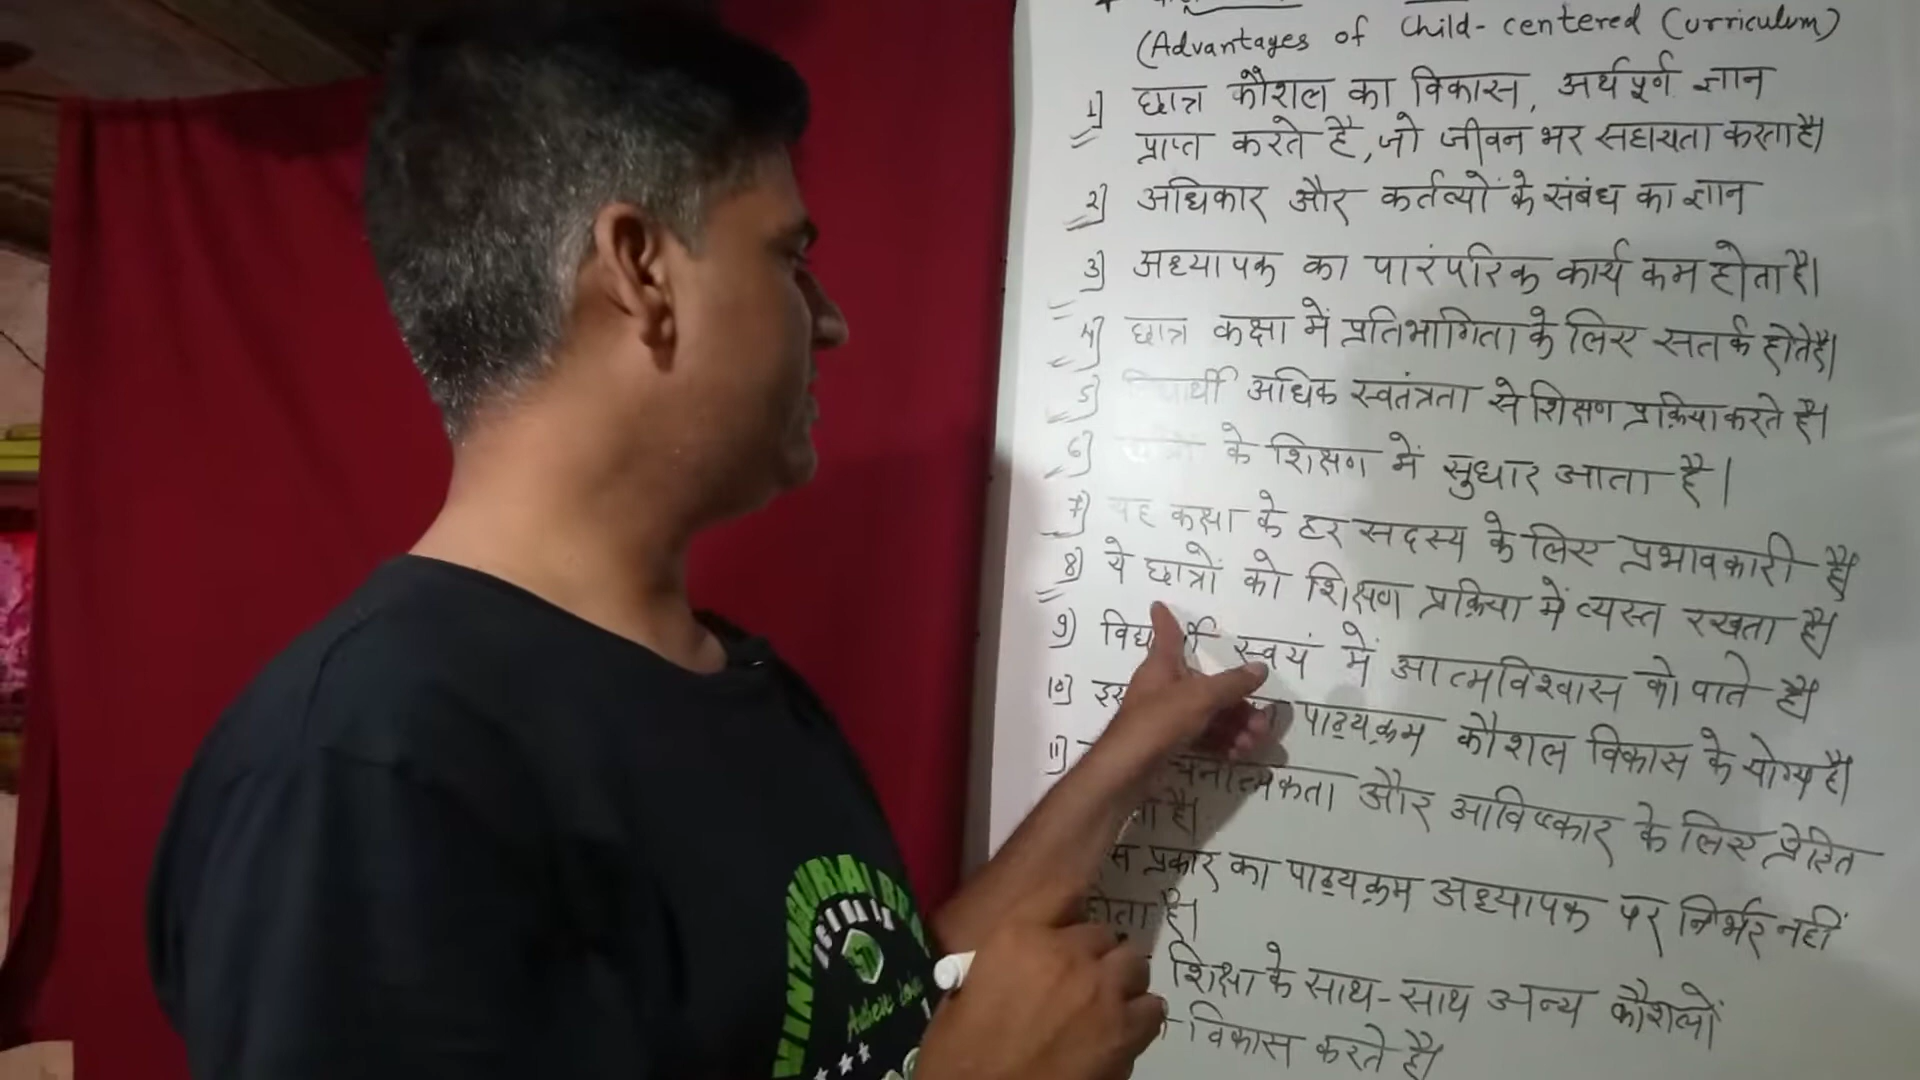 (Advantages of Child-centered Curriculum)
1] छात्र कौशल का विकास, अर्थपूर्ण ज्ञान
प्राप्त करते है, जो जीवन भर सहायता करता है।
2] अधिकार और कर्तव्यों के संबंध का ज्ञान
3] अध्यापक का पारंपरिक कार्य कम होता है।
4] छात्र कक्षा में प्रतिभागिता के लिए सतर्क होते है।
5] अधिक स्वतंत्रता से शिक्षण प्रक्रिया करते है।
6] के शिक्षण में सुधार आता है।
7) यह कक्षा के हर सदस्य के लिए प्रभावकारी है।
8) ये छात्रों को शिक्षण प्रक्रिया में व्यस्त रखता है।
9) स्वयं में आत्मविश्वास को पाते है।
10] पाठ्यक्रम कौशल विकास के योग्य है।
11] और आविष्कार के लिए प्रेरित
है।
प्रकार का पाठ्यक्रम अध्यापक पर निर्भर नहीं
होता है।
शिक्षा के साथ-साथ अन्य कौशलों
विकास करते है।
Authentic